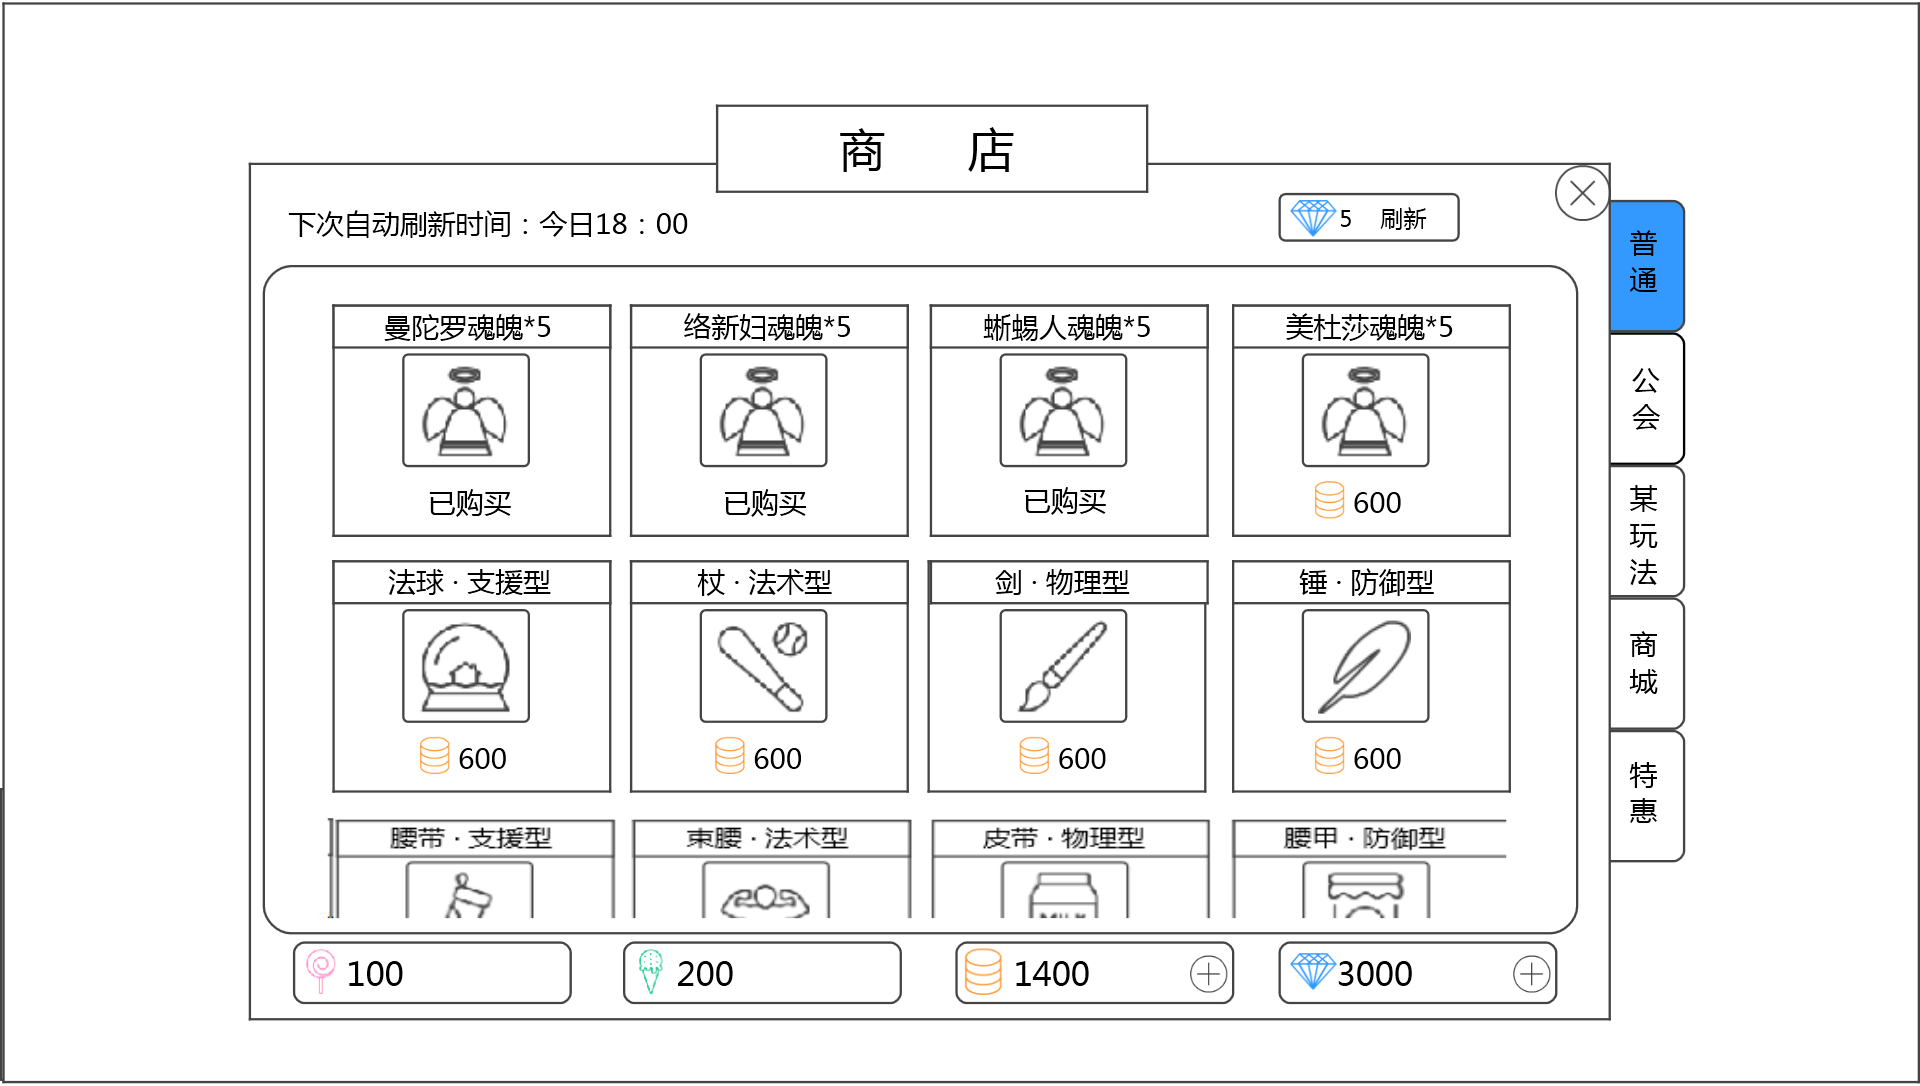 商 店
下次自动刷新时间：今日18：00
5 刷新
曼陀罗魂魄*5
络新妇魂魄*5
蜥蜴人魂魄*5
美杜莎魂魄*5
已购买
已购买
已购买
600
法球·支援型
杖·法术型
剑·物理型
锤·防御型
600
600
600
600
腰带·支援型
束腰·法术型
皮带·物理型
腰甲·防御型
MILK
100
200
1400
3000
普通
公会
某玩法
商城
特惠